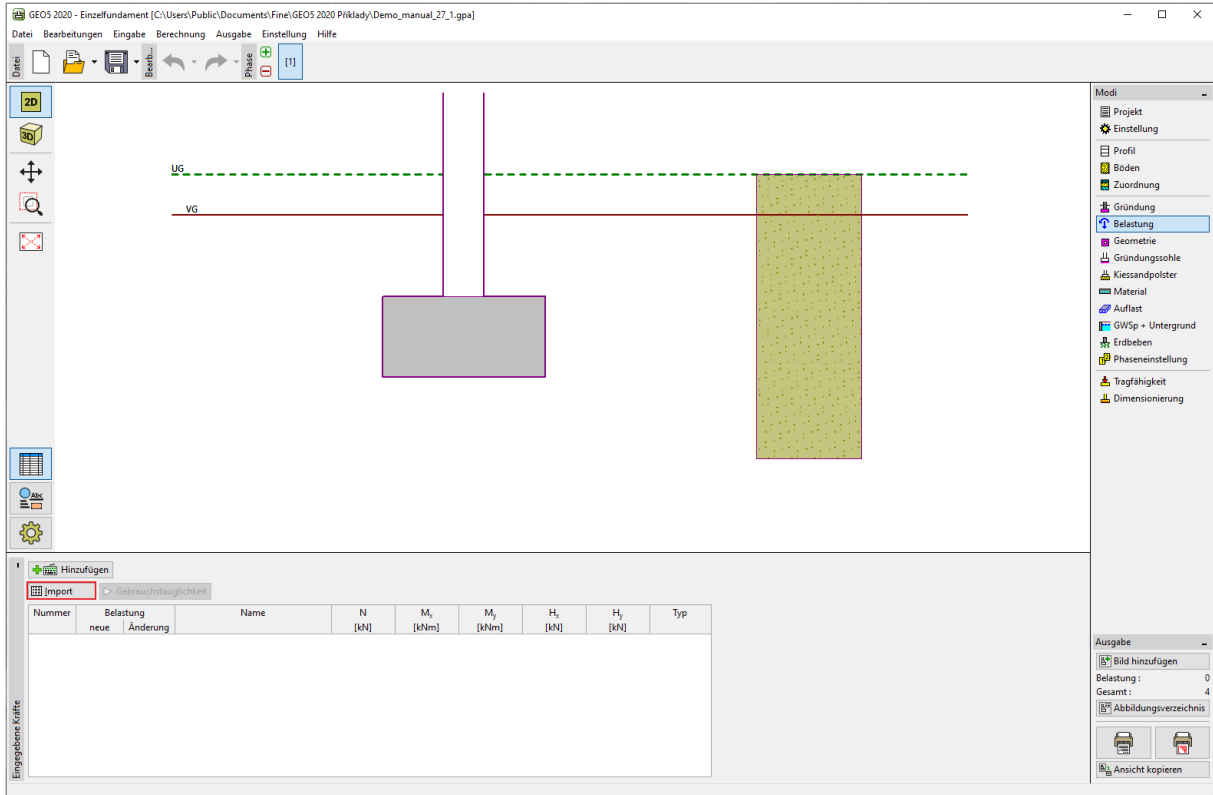 GEO5 2020 - Einzelfundament [C:\Users\Public\Documents\Fine\GEO5 2020 Příklady\Demo_manual_27_1.gpa]
Datei Bearbeitungen Eingabe Berechnung Ausgabe Einstellung Hilfe
Datei
Bearb...
Phase
[1]
2D
3D
UG
VG
Abc
Modi
Projekt
Einstellung
Profil
Böden
Zuordnung
Gründung
Belastung
Geometrie
Gründungssohle
Kiessandpolster
Material
Auflast
GWSp + Untergrund
Erdbeben
Phaseneinstellung
Tragfähigkeit
Dimensionierung
Hinzufügen
Import Gebrauchstauglichkeit
Nummer Belastung Name N Mx My Hx Hy Typ
neue Änderung [kN] [kNm] [kNm] [kN] [kN]
Eingegebene Kräfte
Ausgabe
Bild hinzufügen
Belastung : 0
Gesamt : 4
Abbildungsverzeichnis
Ansicht kopieren